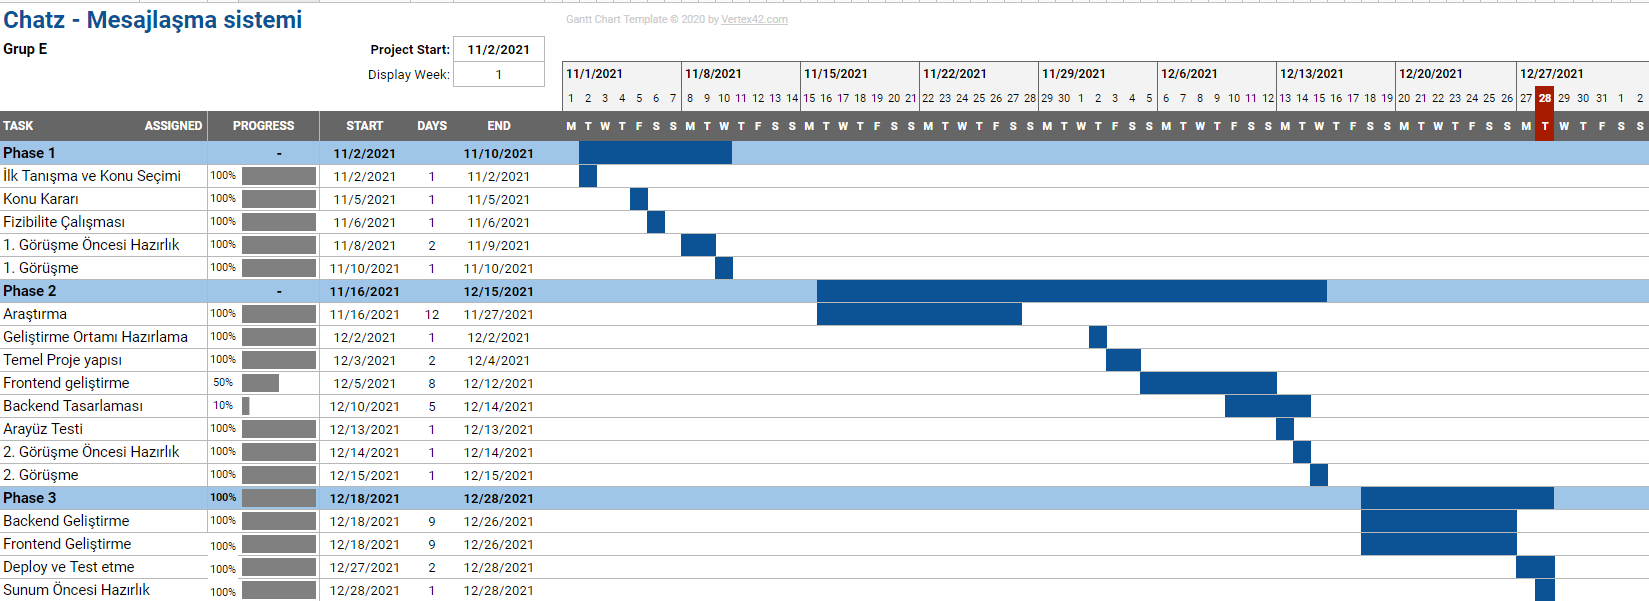 Chatz - Mesajlaşma sistemi
Gantt Chart Template © 2020 by Vertex42.com
Grup E
Project Start: 11/2/2021
Display Week: 1
11/1/2021 11/8/2021 11/15/2021 11/22/2021 11/29/2021 12/6/2021 12/13/2021 12/20/2021 12/27/2021
1 2 3 4 5 6 7 8 9 10 11 12 13 14 15 16 17 18 19 20 21 22 23 24 25 26 27 28 29 30 1 2 3 4 5 6 7 8 9 10 11 12 13 14 15 16 17 18 19 20 21 22 23 24 25 26 27 28 29 30 31 1 2
TASK ASSIGNED PROGRESS START DAYS END M T W T F S S M T W T F S S M T W T F S S M T W T F S S M T W T F S S M T W T F S S M T W T F S S M T W T F S S M T W T F S S
Phase 1 - 11/2/2021 11/10/2021
İlk Tanışma ve Konu Seçimi 100% 11/2/2021 1 11/2/2021
Konu Kararı 100% 11/5/2021 1 11/5/2021
Fizibilite Çalışması 100% 11/6/2021 1 11/6/2021
1. Görüşme Öncesi Hazırlık 100% 11/8/2021 2 11/9/2021
1. Görüşme 100% 11/10/2021 1 11/10/2021
Phase 2 - 11/16/2021 12/15/2021
Araştırma 100% 11/16/2021 12 11/27/2021
Geliştirme Ortamı Hazırlama 100% 12/2/2021 1 12/2/2021
Temel Proje yapısı 100% 12/3/2021 2 12/4/2021
Frontend geliştirme 50% 12/5/2021 8 12/12/2021
Backend Tasarlaması 10% 12/10/2021 5 12/14/2021
Arayüz Testi 100% 12/13/2021 1 12/13/2021
2. Görüşme Öncesi Hazırlık 100% 12/14/2021 1 12/14/2021
2. Görüşme 100% 12/15/2021 1 12/15/2021
Phase 3 100% 12/18/2021 12/28/2021
Backend Geliştirme 100% 12/18/2021 9 12/26/2021
Frontend Geliştirme 100% 12/18/2021 9 12/26/2021
Deploy ve Test etme 100% 12/27/2021 2 12/28/2021
Sunum Öncesi Hazırlık 100% 12/28/2021 1 12/28/2021